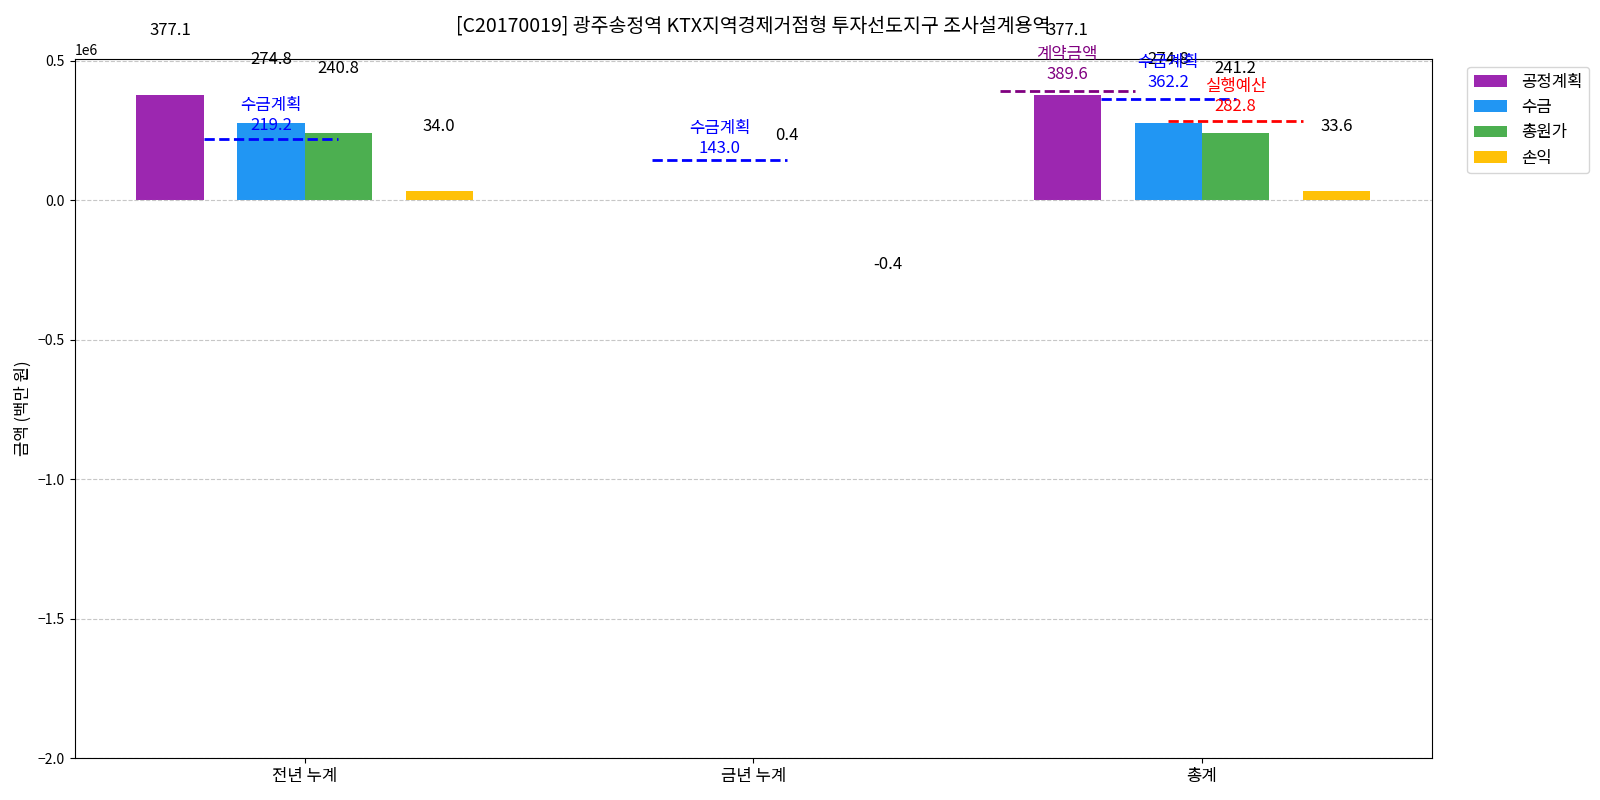 [C20170019] 광주송정역 KTX지역경제거점형 투자선도지구 조사설계용역
1e6
0.5
0.0
−0.5
−1.0
−1.5
−2.0
금액 (백만 원)
377.1
274.8
240.8
수금계획
219.2
34.0
수금계획
143.0
0.4
-0.4
377.1
계약금액
389.6
274.8
수금계획
362.2
241.2
실행예산
282.8
33.6
전년 누계
금년 누계
총계
공정계획
수금
총원가
손익